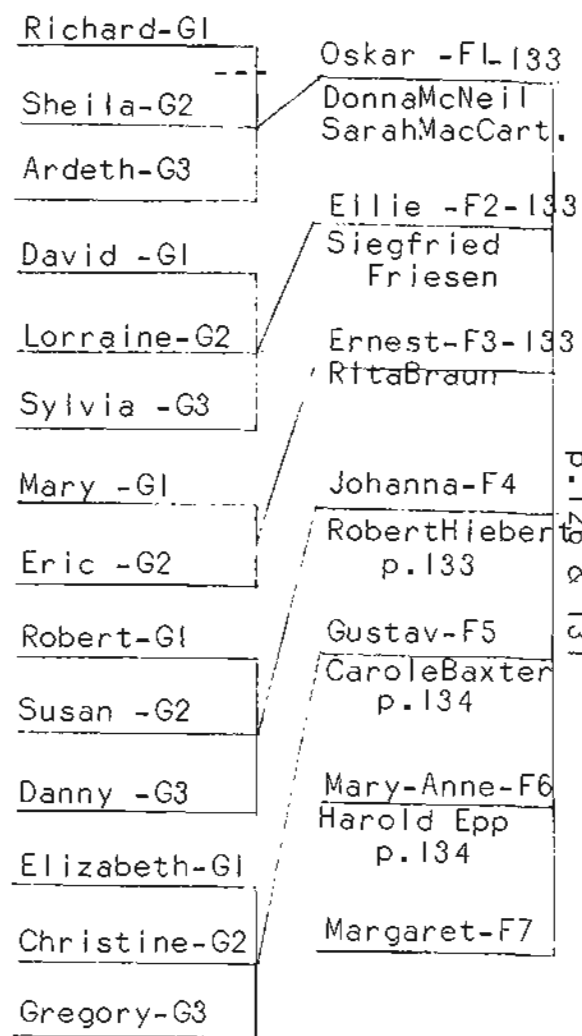 Richard-G1
Sheila-G2
Ardeth-G3
David -G1
Lorraine-G2
Sylvia -G3
Mary -G1
Eric -G2
Robert-G1
Susan -G2
Danny -G3
Elizabeth-G1
Christine-G2
Gregory-G3
Oskar -F1-133
DonnaMcNeil
SarahMacCart.
Ellie -F2-133
Siegfried
Friesen
Ernest-F3-133
RitaBraun
Johanna-F4
RobertHiebert
p.133
Gustav-F5
CaroleBaxter
p.134
Mary-Anne-F6
Harold Epp
p.134
Margaret-F7
p.129 & 131